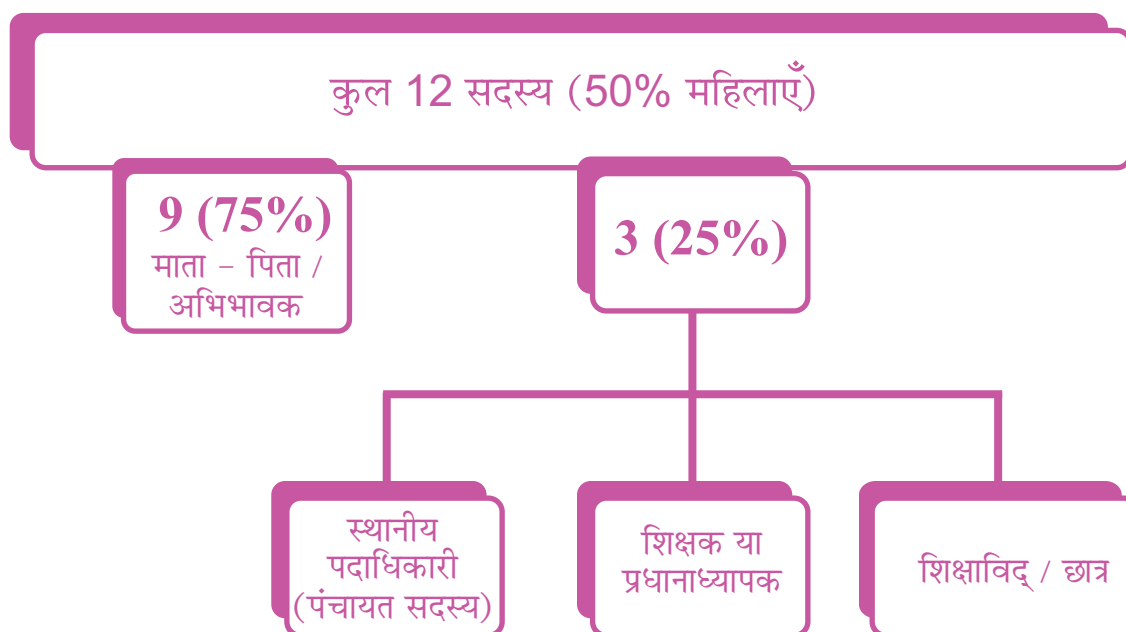 कुल 12 सदस्य (50% महिलाएँ)
9 (75%)
माता - पिता /
अभिभावक
3 (25%)
स्थानीय
पदाधिकारी
(पंचायत सदस्य)
शिक्षक या
प्रधानाध्यापक
शिक्षाविद् / छात्र